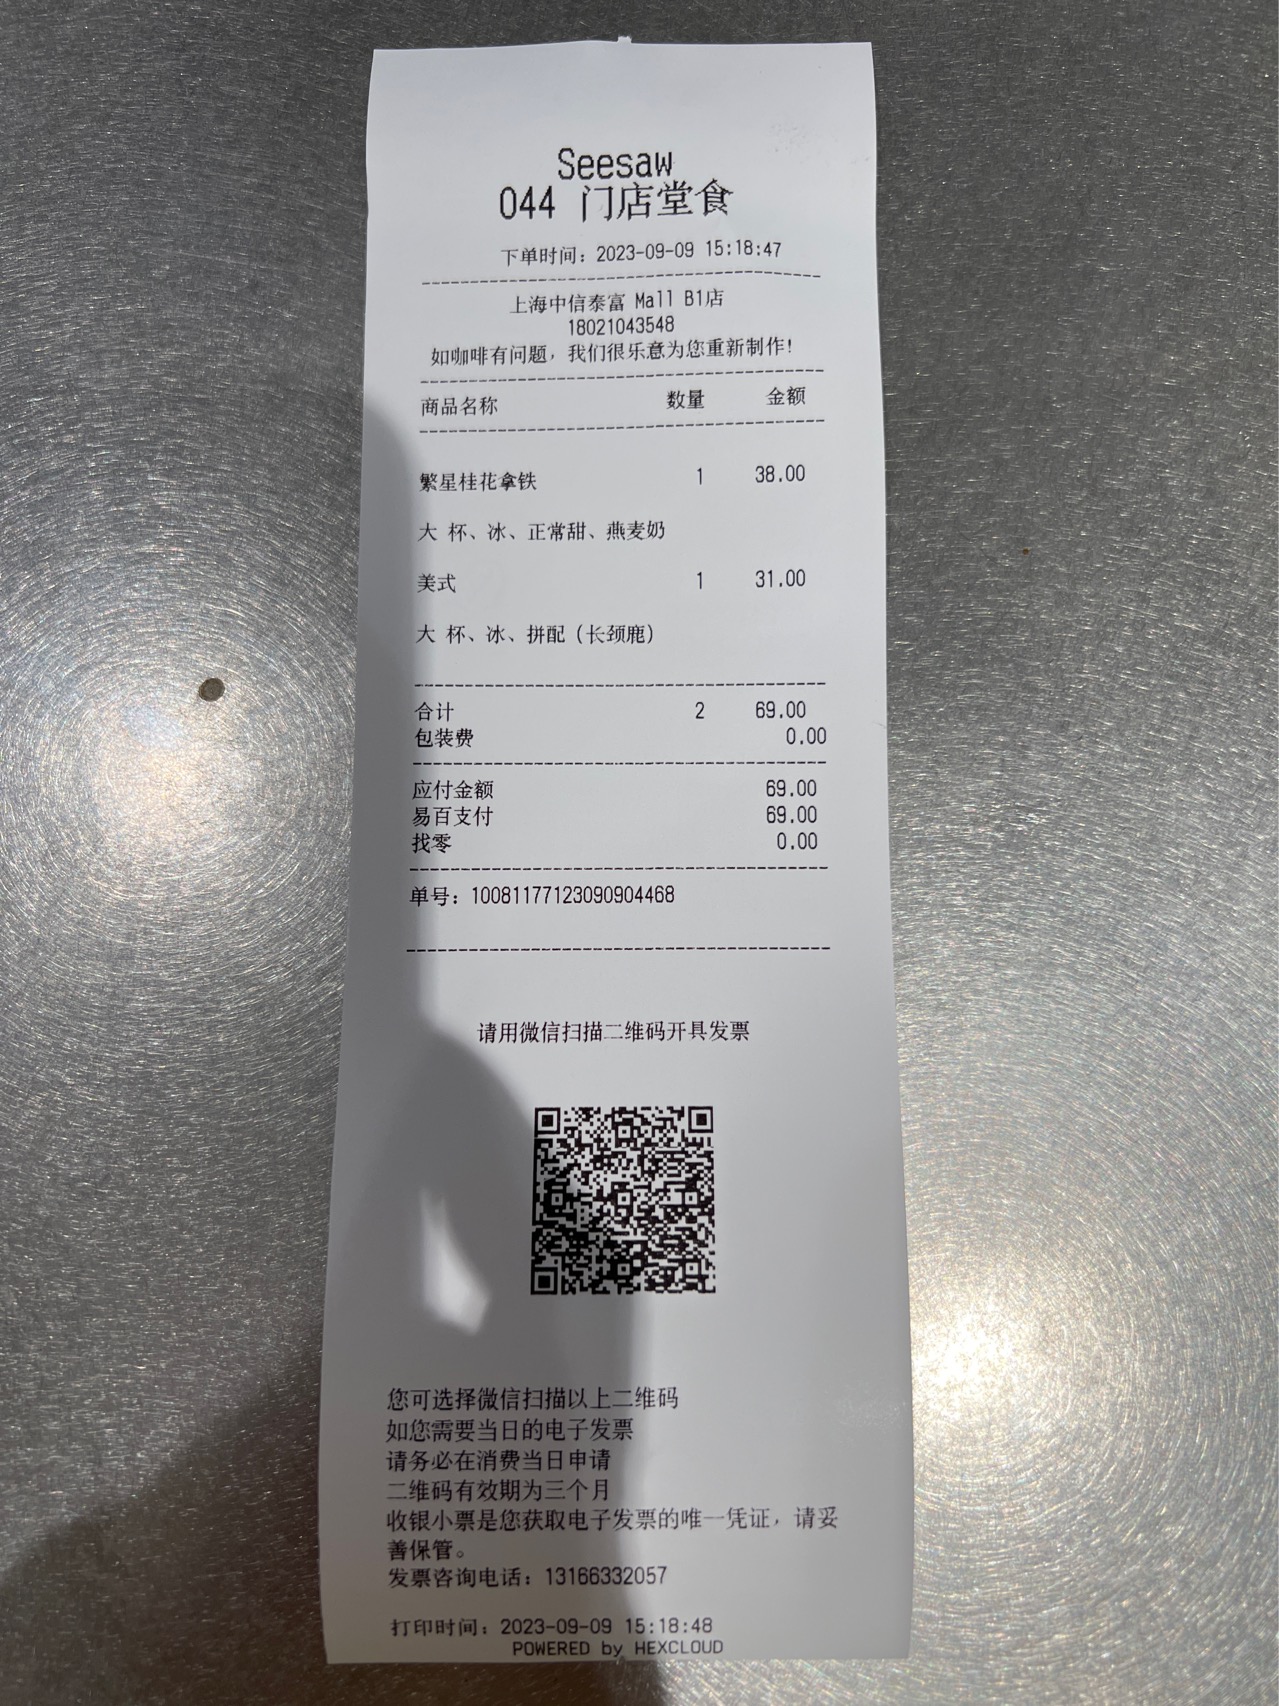 Seesaw
044 门店堂食
下单时间：2023-09-09 15:18:47
上海中信泰富 Mall B1店
18021043548
如咖啡有问题，我们很乐意为您重新制作！
商品名称 数量 金额
繁星桂花拿铁 1 38.00
大 杯、冰、正常甜、燕麦奶
美式 1 31.00
大 杯、冰、拼配（长颈鹿）
合计 2 69.00
包装费 0.00
应付金额 69.00
易百支付 69.00
找零 0.00
单号：10081177123090904468
请用微信扫描二维码开具发票
您可选择微信扫描以上二维码
如您需要当日的电子发票
请务必在消费当日申请
二维码有效期为三个月
收银小票是您获取电子发票的唯一凭证，请妥
善保管。
发票咨询电话：13166332057
打印时间：2023-09-09 15:18:48
POWERED by HEXCLOUD